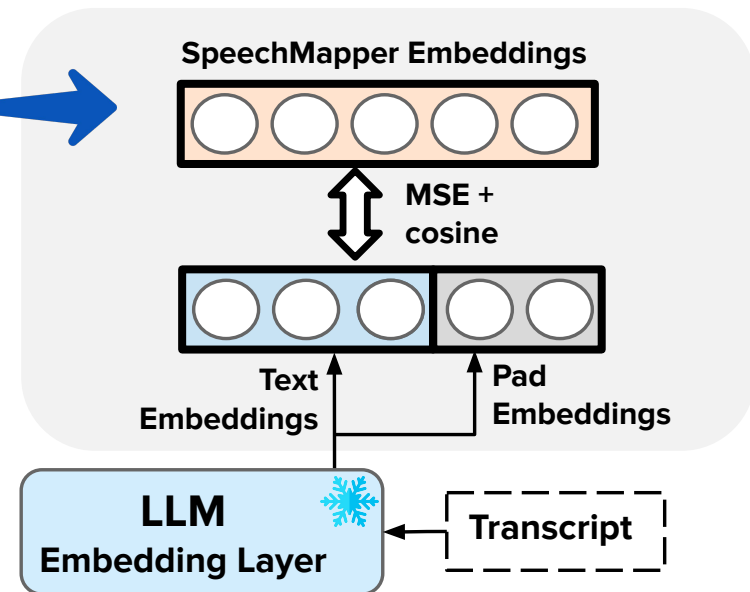 SpeechMapper Embeddings
MSE +
cosine
Text
Embeddings
Pad
Embeddings
LLM
Embedding Layer
Transcript